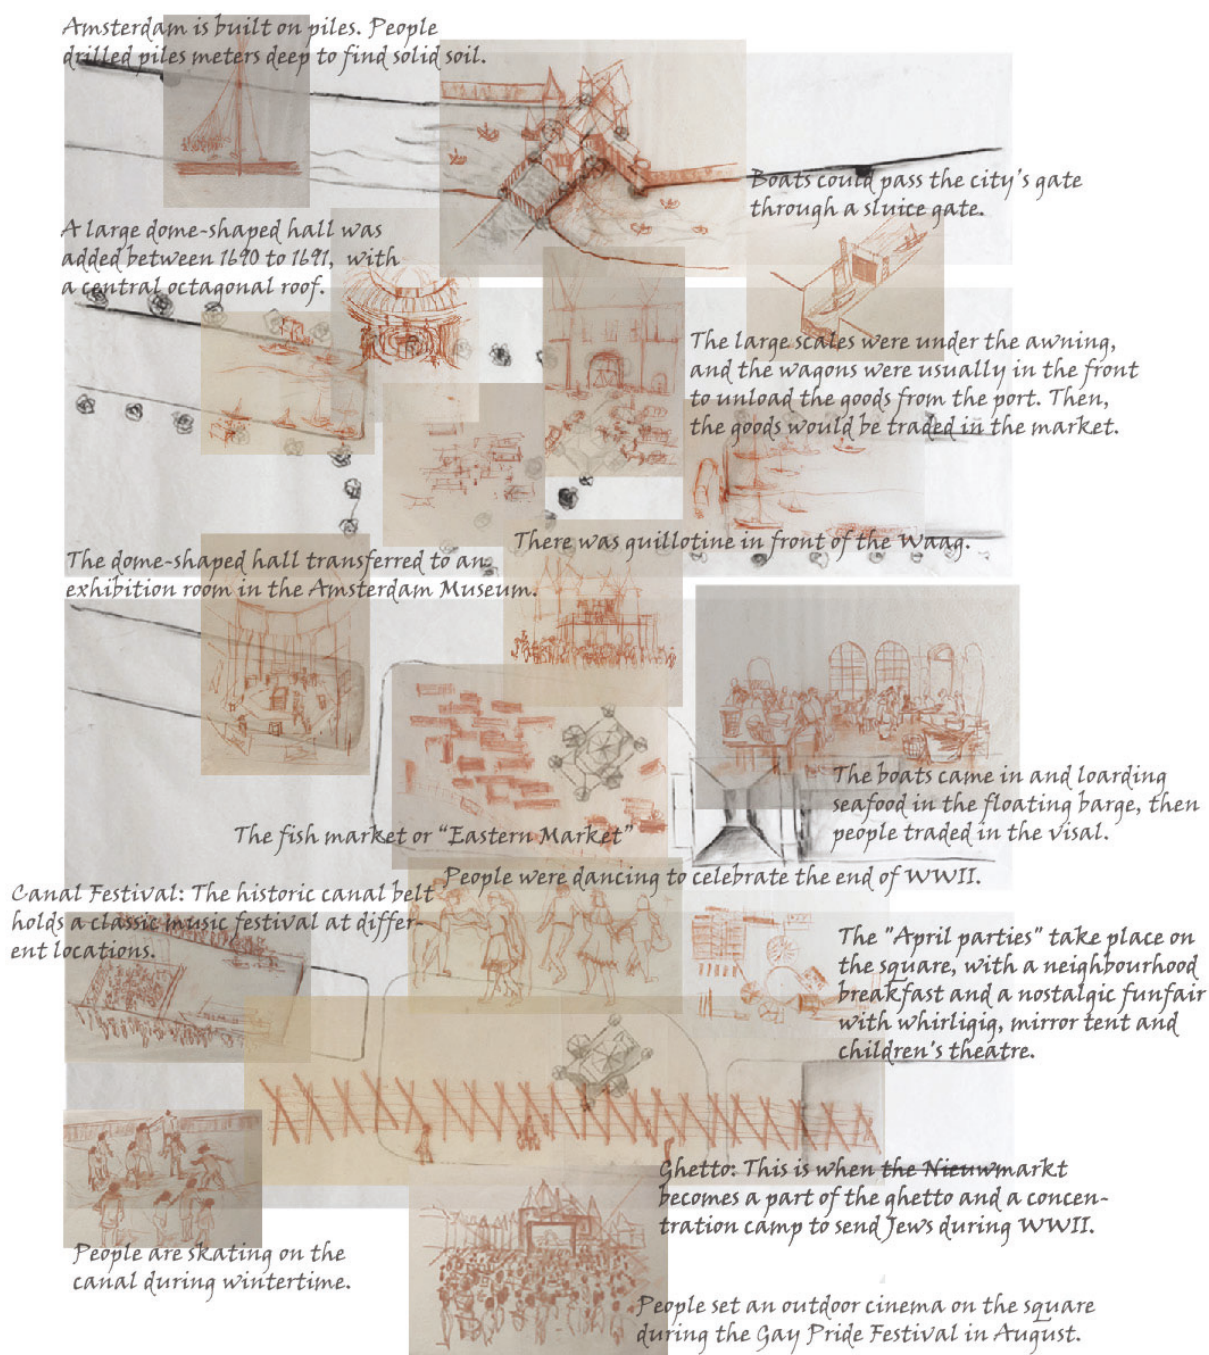 Amsterdam is built on piles. People
drilled piles meters deep to find solid soil.
Boats could pass the city's gate
through a sluice gate.
A large dome-shaped hall was
added between 1690 to 1691, with
a central octagonal roof.
The large scales were under the awning,
and the wagons were usually in the front
to unload the goods from the port. Then,
the goods would be traded in the market.
There was guillotine in front of the Waag.
The dome-shaped hall transferred to an
exhibition room in the Amsterdam Museum.
The boats came in and loarding
seafood in the floating barge, then
people traded in the visal.
The fish market or "Eastern Market"
People were dancing to celebrate the end of WWII.
Canal Festival: The historic canal belt
holds a classic music festival at differ-
ent locations.
The "April parties" take place on
the square, with a neighbourhood
breakfast and a nostalgic funfair
with whirligig, mirror tent and
children's theatre.
Ghetto: This is when the Nieuwmarkt
becomes a part of the ghetto and a concen-
tration camp to send Jews during WWII.
People are skating on the
canal during wintertime.
People set an outdoor cinema on the square
during the Gay Pride Festival in August.